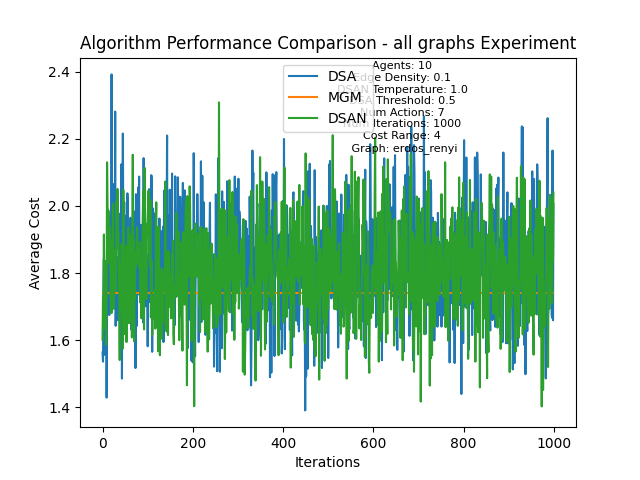 Algorithm Performance Comparison - all graphs Experiment
Average Cost
2.4
2.2
2.0
1.8
1.6
1.4
DSA
MGM
DSAN
Agents: 10
Edge Density: 0.1
DSAN Temperature: 1.0
DSA Threshold: 0.5
Num Actions: 7
Num Iterations: 1000
Cost Range: 4
Graph: erdos_renyi
0
200
400
600
800
1000
Iterations